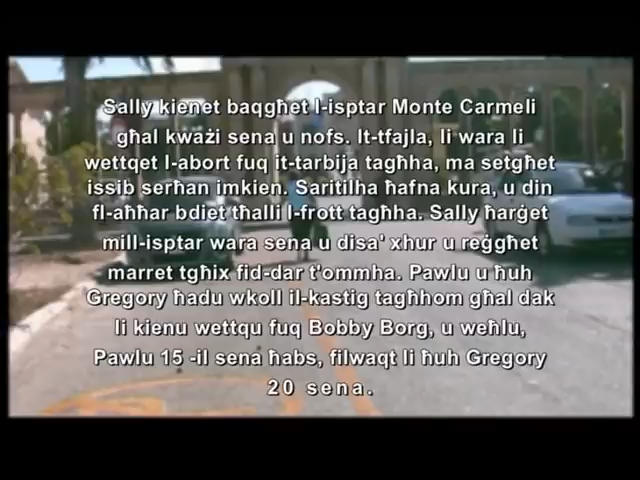 Sally kienet baqgħet l-isptar Monte Carmeli
għal kważi sena u nofs. It-tfajla, li wara li
wettqet l-abort fuq it-tarbija tagħha, ma setgħet
issib serħan imkien. Saritilha ħafna kura, u din
fl-aħħar bdiet tħalli l-frott tagħha. Sally ħarġet
mill-isptar wara sena u disa' xhur u reġgħet
marret tgħix fid-dar t'ommha. Pawlu u ħuh
Gregory ħadu wkoll il-kastig tagħhom għal dak
li kienu wettqu fuq Bobby Borg, u weħlu,
Pawlu 15 -il sena ħabs, filwaqt li ħuh Gregory
20 sena.